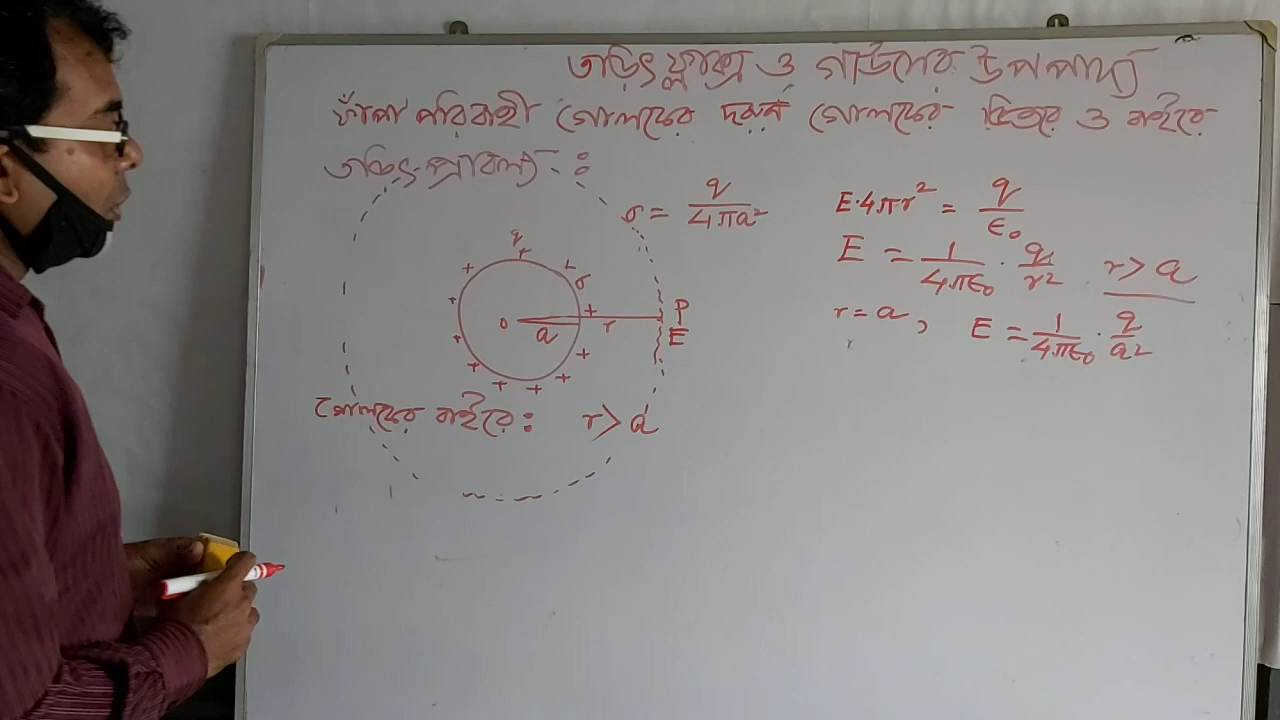 তড়িৎ ফ্লাক্স ও গাউসের উপপাদ্য
ফাঁপা পরিবাহী গোলকের দরুন গোলকের ভিতরে ও বাইরে
তড়িৎ প্রাবল্য :
σ = q / 4πa²
q
+ + + + + + + + + +
σ
O a r P
E
গোলকের বাইরে : r > a
E·4πr² = q / ϵ₀
E = 1/4πϵ₀ · q/r² r > a
r = a , E = 1/4πϵ₀ · q/a²